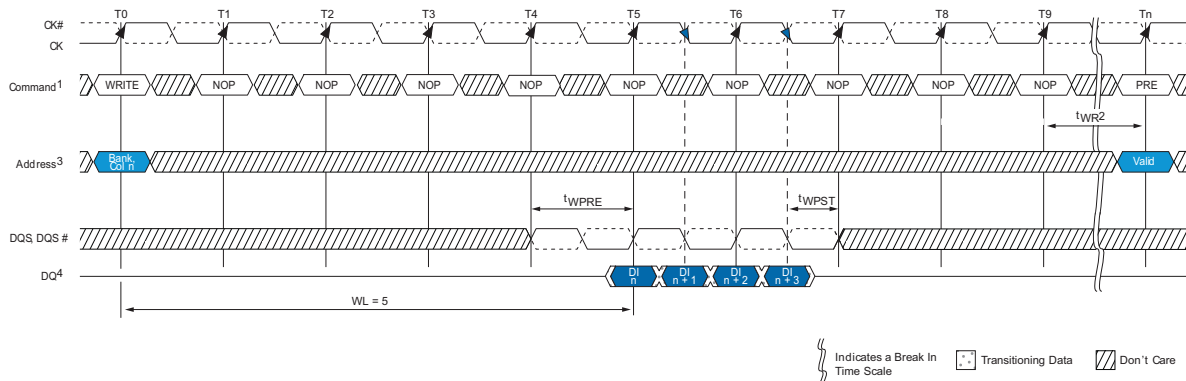 T0 T1 T2 T3 T4 T5 T6 T7 T8 T9 Tn
CK#
CK
Command1 WRITE NOP NOP NOP NOP NOP NOP NOP NOP NOP PRE
tWR2
Address3 Bank, Col n Valid
tWPRE tWPST
DQS, DQS #
DQ4 DI n DI n + 1 DI n + 2 DI n + 3
WL = 5
Indicates a Break In Time Scale
Transitioning Data
Don't Care